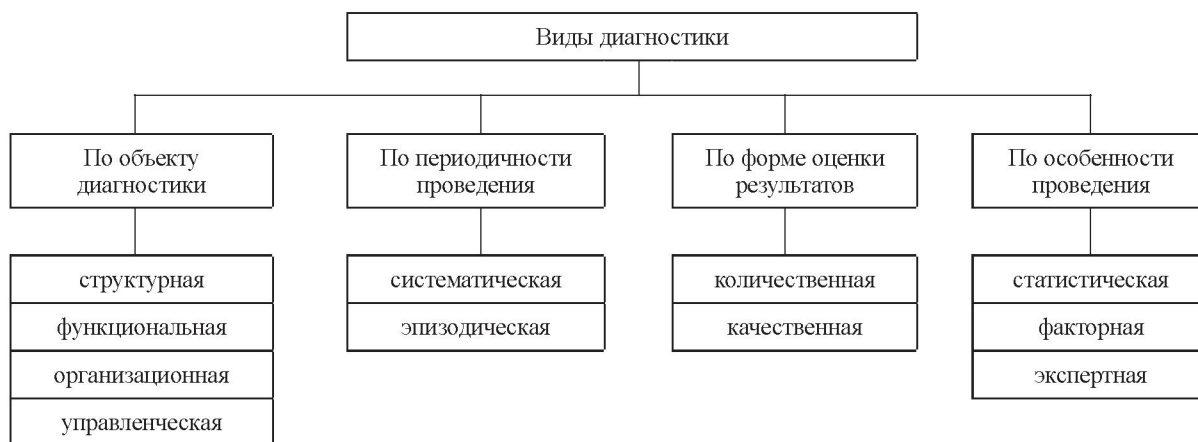 Виды диагностики
По объекту
диагностики
По периодичности
проведения
По форме оценки
результатов
По особенности
проведения
структурная
функциональная
организационная
управленческая
систематическая
эпизодическая
количественная
качественная
статистическая
факторная
экспертная